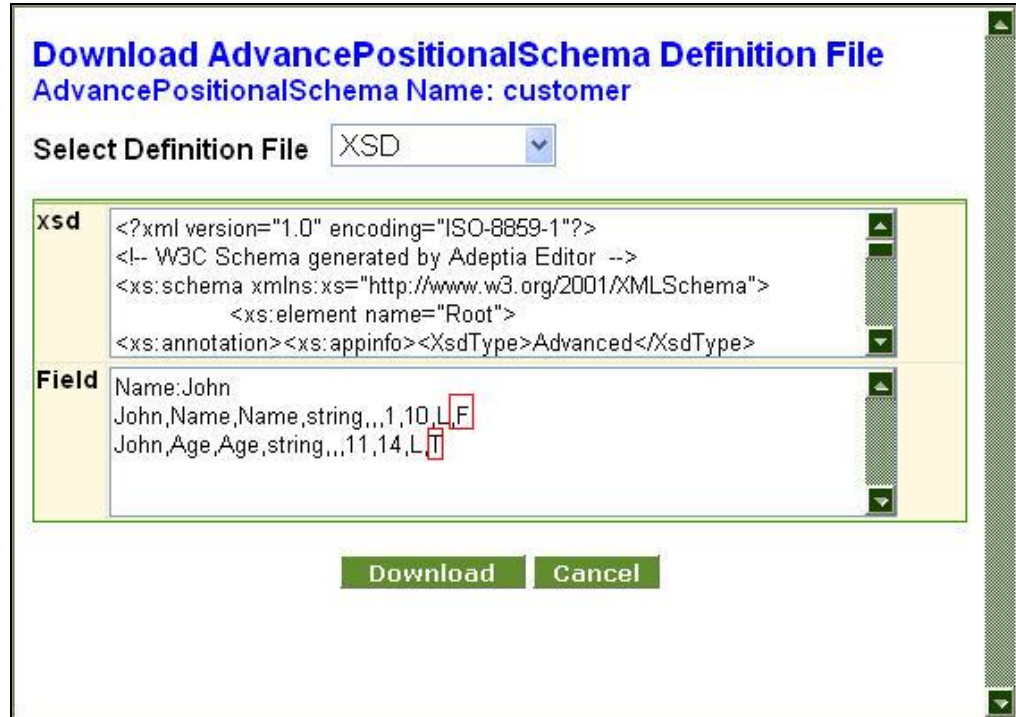 Download AdvancePositionalSchema Definition File
AdvancePositionalSchema Name: customer
Select Definition File XSD
xsd
<?xml version="1.0" encoding="ISO-8859-1"?>
<!-- W3C Schema generated by Adeptia Editor -->
<xs:schema xmlns:xs="http://www.w3.org/2001/XMLSchema">
<xs:element name="Root">
<xs:annotation><xs:appinfo><XsdType>Advanced</XsdType>
Field
Name:John
John,Name,Name,string,,,1,10,L,F
John,Age,Age,string,,,11,14,L,T
Download Cancel